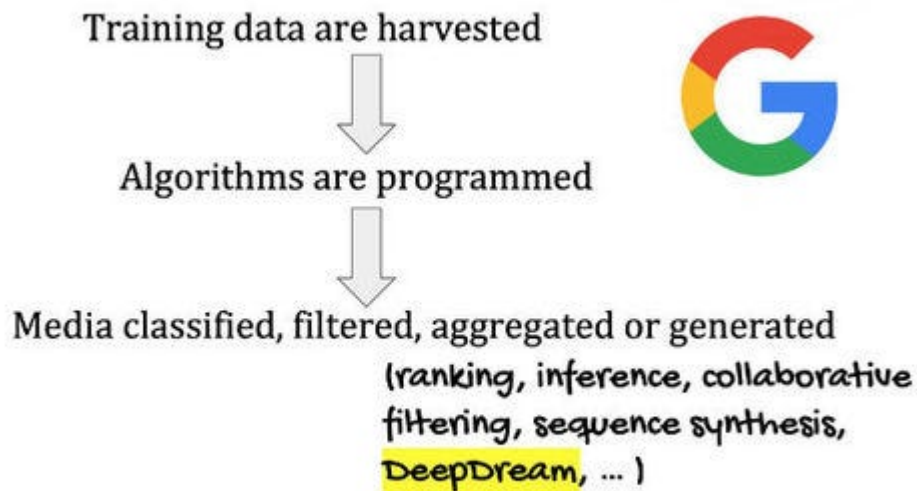 Training data are harvested
Algorithms are programmed
Media classified, filtered, aggregated or generated
(ranking, inference, collaborative
filtering, sequence synthesis,
DeepDream, ... )